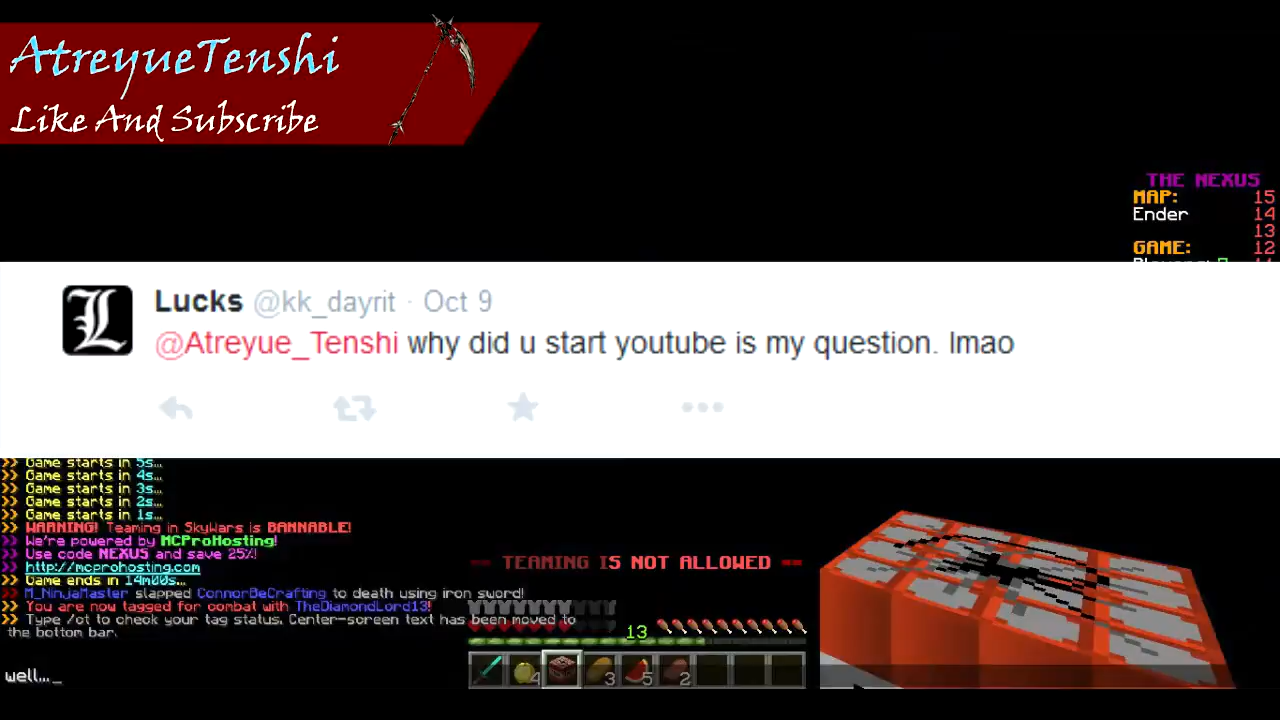 AtreyueTenshi
Like And Subscribe
THE NEXUS
MAP: 15
Ender 14
13
GAME: 12
Lucks @kk_dayrit · Oct 9
@Atreyue_Tenshi why did u start youtube is my question. lmao
>> Game starts in 5s...
>> Game starts in 4s...
>> Game starts in 3s...
>> Game starts in 2s...
>> Game starts in 1s...
>> WARNING! Teaming in SkyWars is BANNABLE!
>> We're powered by MCProHosting!
>> Use code NEXUS and save 25%!
>> http://mcprohosting.com
>> Game ends in 14m00s...
>> M_NinjaMaster slapped ConnorBeCrafting to death using iron sword!
>> You are now tagged for combat with TheDiamondLord13!
>> Type /ct to check your tag status. Center-screen text has been moved to
the bottom bar.
== TEAMING IS NOT ALLOWED ==
13
4 3 5 2
well..._